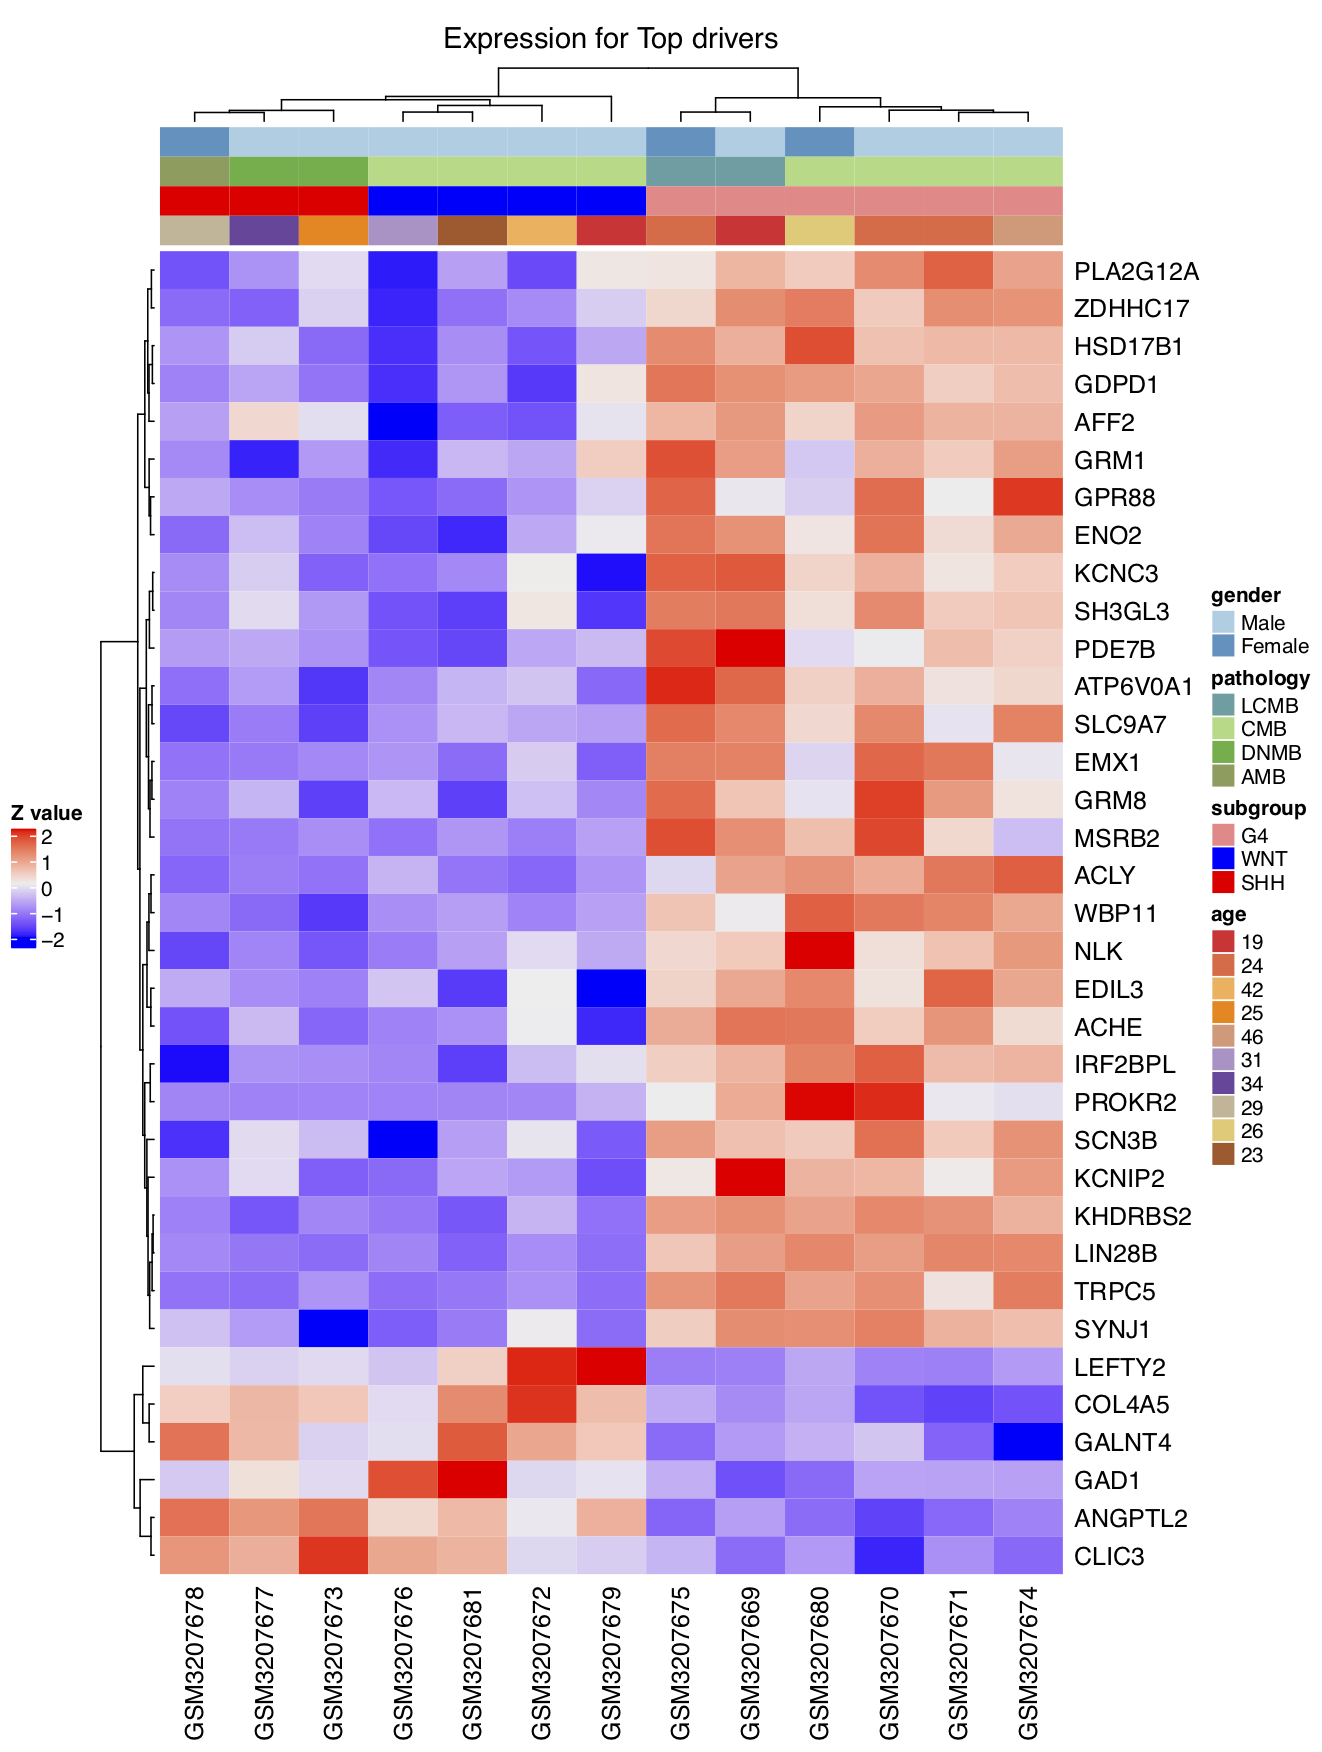 Expression for Top drivers
PLA2G12A
ZDHHC17
HSD17B1
GDPD1
AFF2
GRM1
GPR88
ENO2
KCNC3
SH3GL3
PDE7B
ATP6V0A1
SLC9A7
EMX1
GRM8
MSRB2
ACLY
WBP11
NLK
EDIL3
ACHE
IRF2BPL
PROKR2
SCN3B
KCNIP2
KHDRBS2
LIN28B
TRPC5
SYNJ1
LEFTY2
COL4A5
GALNT4
GAD1
ANGPTL2
CLIC3
GSM3207678
GSM3207677
GSM3207673
GSM3207676
GSM3207681
GSM3207672
GSM3207679
GSM3207675
GSM3207669
GSM3207680
GSM3207670
GSM3207671
GSM3207674
Z value
2
1
0
−1
−2
gender
Male
Female
pathology
LCMB
CMB
DNMB
AMB
subgroup
G4
WNT
SHH
age
19
24
42
25
46
31
34
29
26
23